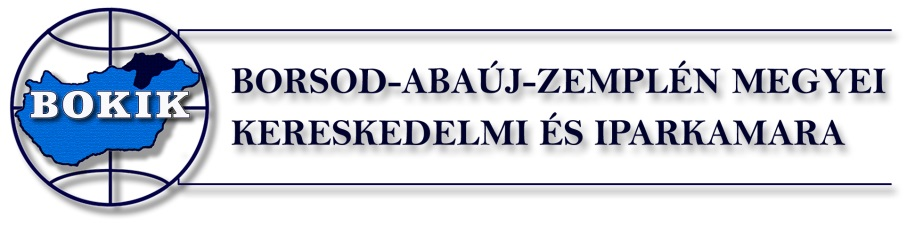 BOKIK
BORSOD-ABAÚJ-ZEMPLÉN MEGYEI
KERESKEDELMI ÉS IPARKAMARA